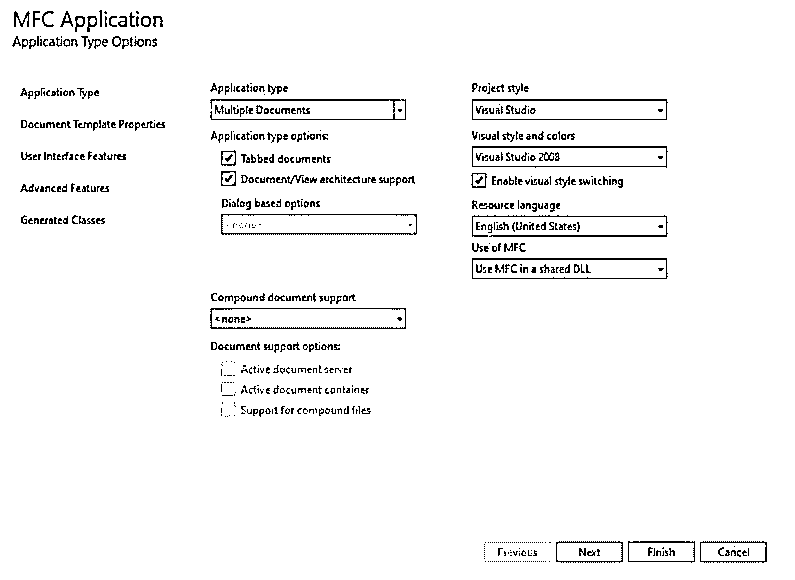 MFC Application
Application Type Options
Application Type
Document Template Properties
User Interface Features
Advanced Features
Generated Classes
Application type
Multiple Documents
Application type options:
Tabbed documents
Document/View architecture support
Dialog based options
<none>
Compound document support
<none>
Document support options:
Active document server
Active document container
Support for compound files
Project style
Visual Studio
Visual style and colors
Visual Studio 2008
Enable visual style switching
Resource language
English (United States)
Use of MFC
Use MFC in a shared DLL
Previous
Next
Finish
Cancel